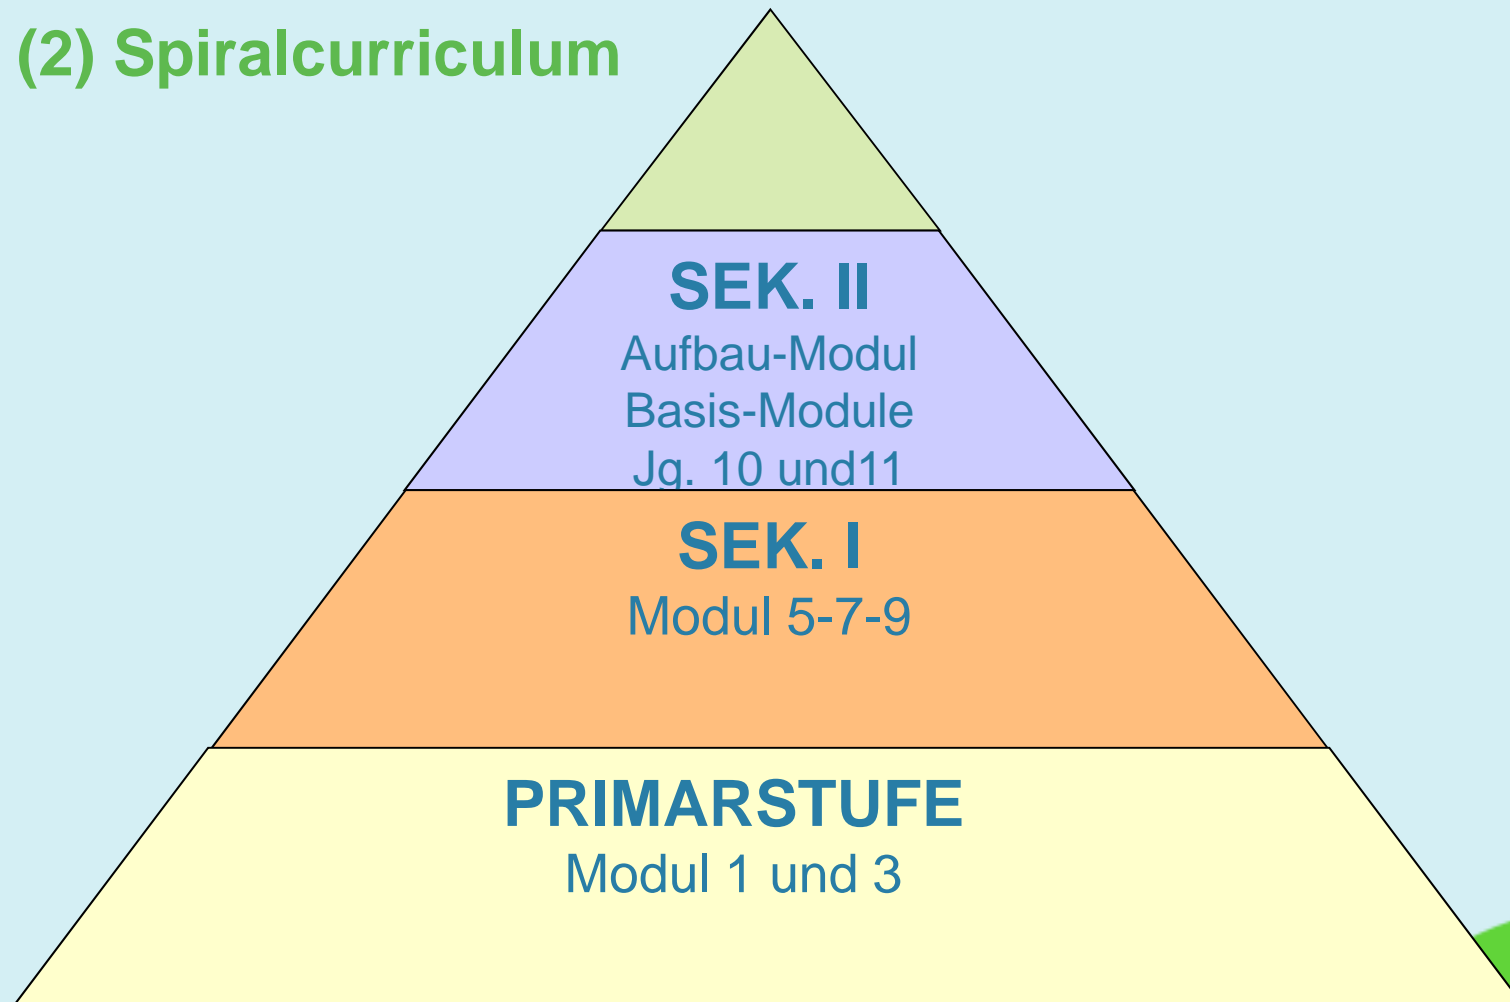 (2) Spiralcurriculum
SEK. II
Aufbau-Modul
Basis-Module
Jg. 10 und11
SEK. I
Modul 5-7-9
PRIMARSTUFE
Modul 1 und 3